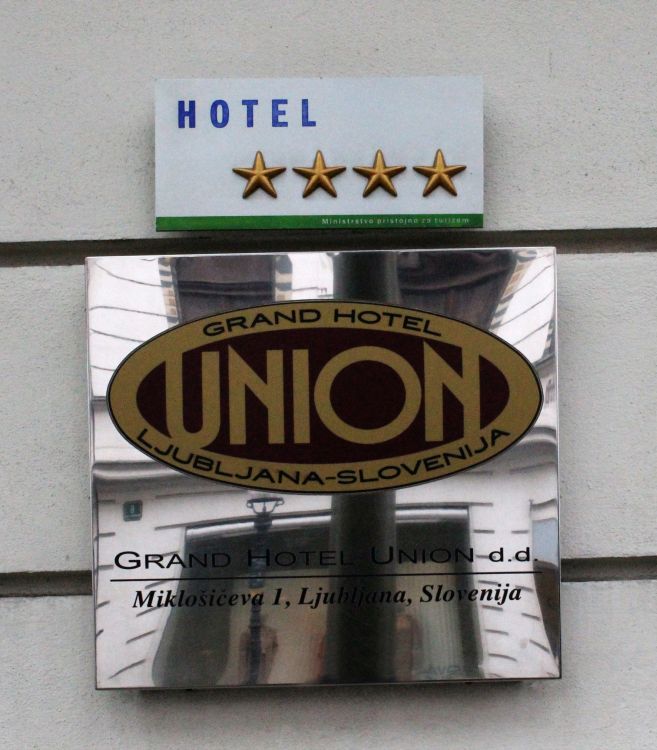 HOTEL
Ministrstvo pristojno za turizem
GRAND HOTEL
UNION
LJUBLJANA-SLOVENIJA
GRAND HOTEL UNION d.d.
Miklošičeva 1, Ljubljana, Slovenija